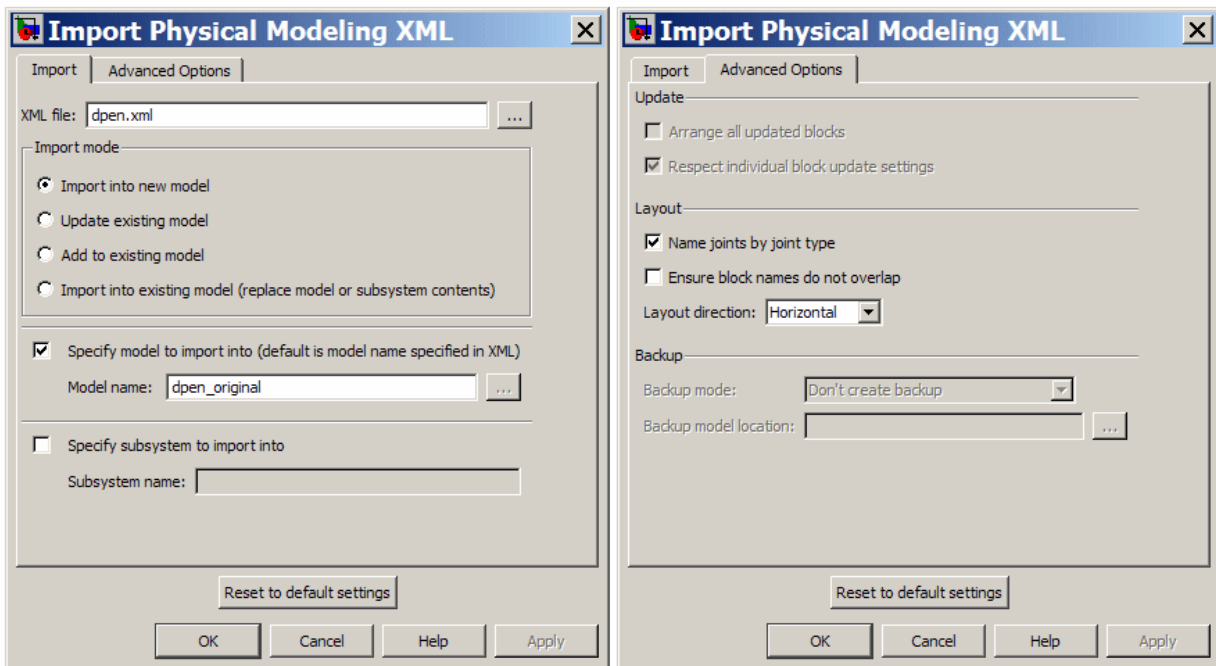 Import Physical Modeling XML
Import
Advanced Options
XML file:
dpen.xml
...
Import mode
Import into new model
Update existing model
Add to existing model
Import into existing model (replace model or subsystem contents)
Specify model to import into (default is model name specified in XML)
Model name:
dpen_original
...
Specify subsystem to import into
Subsystem name:
Reset to default settings
OK
Cancel
Help
Apply
Import Physical Modeling XML
Import
Advanced Options
Update
Arrange all updated blocks
Respect individual block update settings
Layout
Name joints by joint type
Ensure block names do not overlap
Layout direction:
Horizontal
Backup
Backup mode:
Don't create backup
Backup model location:
...
Reset to default settings
OK
Cancel
Help
Apply